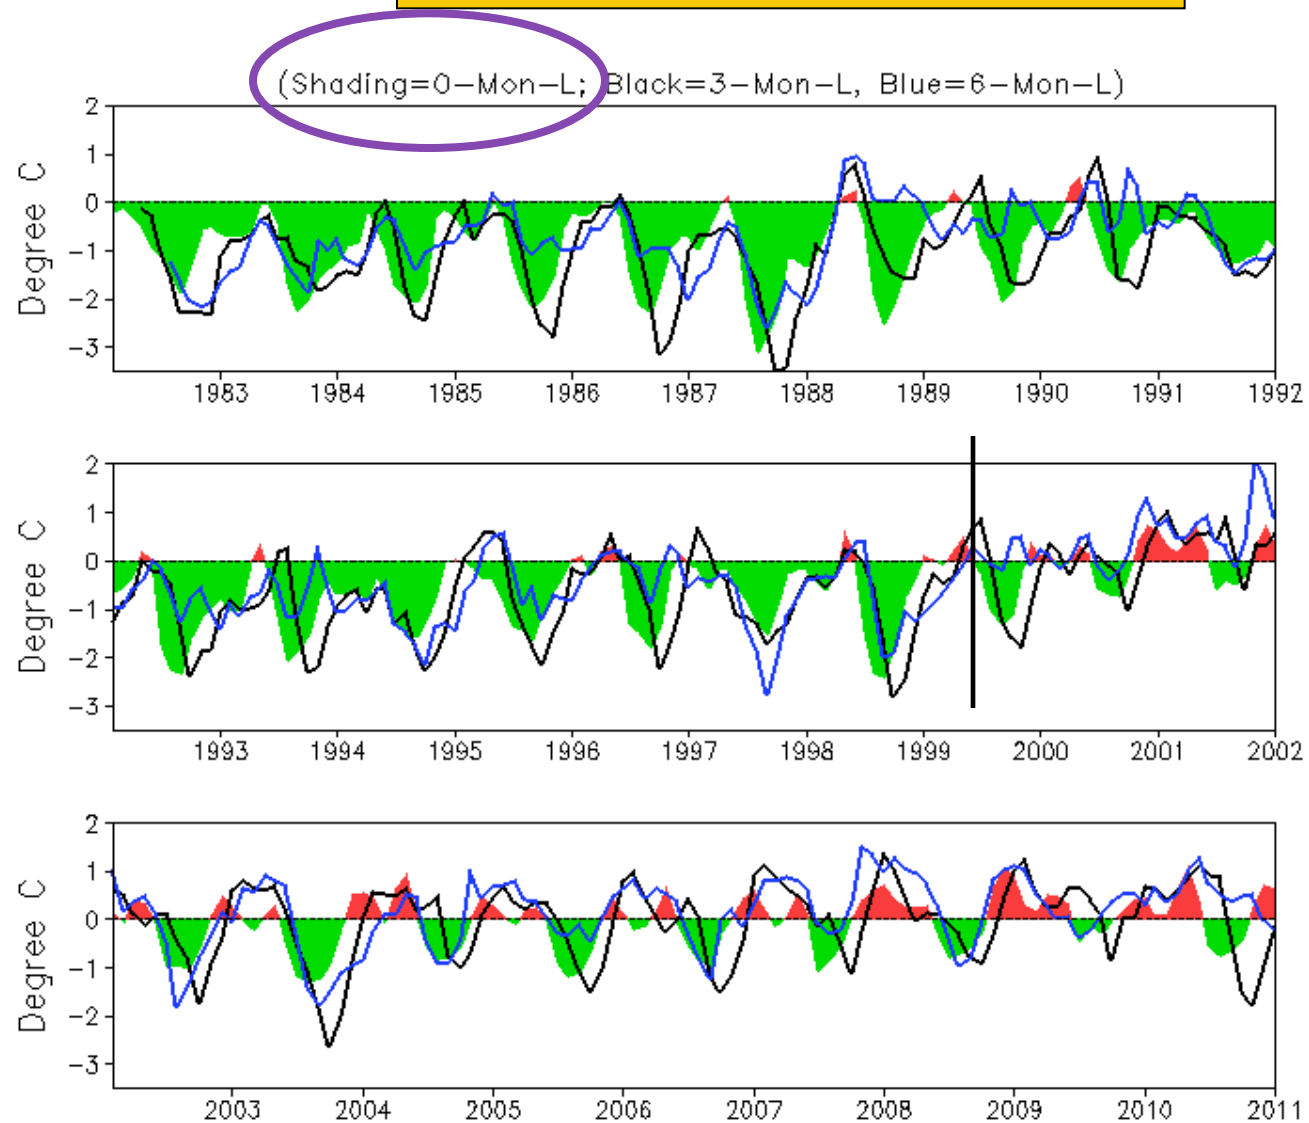 (Shading=0-Mon-L; Black=3-Mon-L, Blue=6-Mon-L)
Degree C
2
1
0
-1
-2
-3
1983 1984 1985 1986 1987 1988 1989 1990 1991 1992
Degree C
2
1
0
-1
-2
-3
1993 1994 1995 1996 1997 1998 1999 2000 2001 2002
Degree C
2
1
0
-1
-2
-3
2003 2004 2005 2006 2007 2008 2009 2010 2011